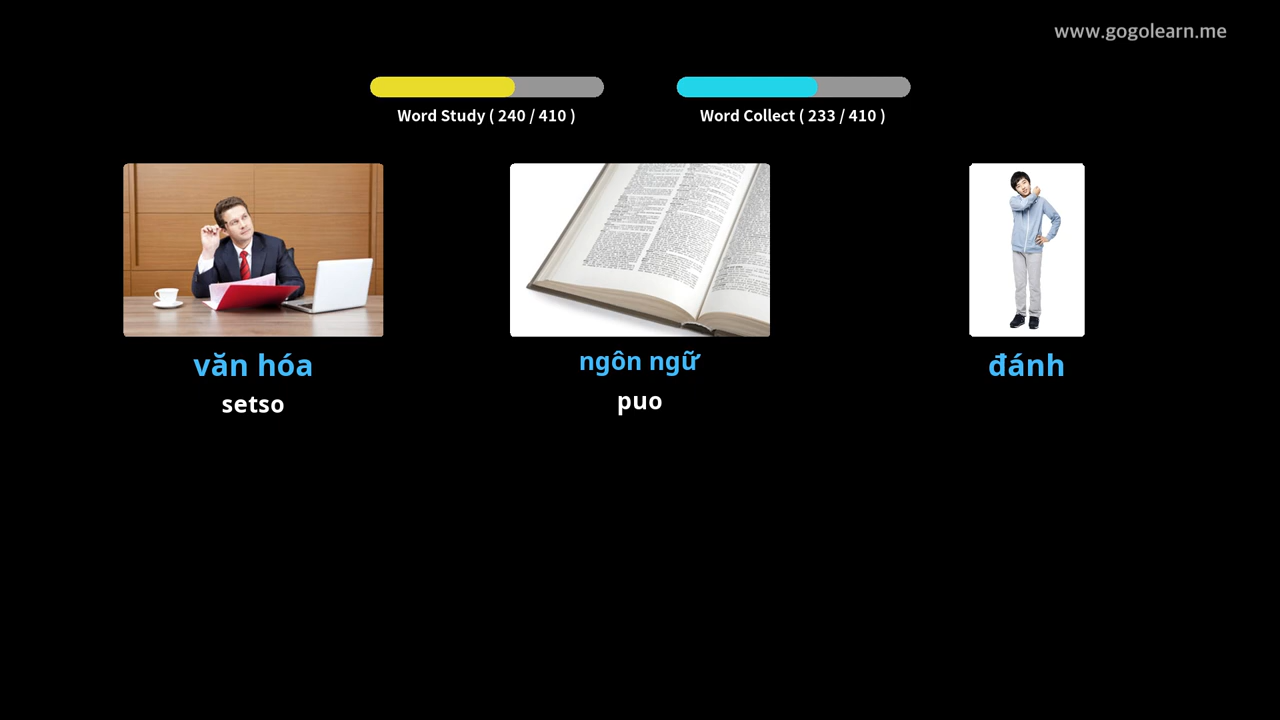 www.gogolearn.me
Word Study ( 240 / 410 )
Word Collect ( 233 / 410 )
văn hóa
ngôn ngữ
đánh
setso
puo